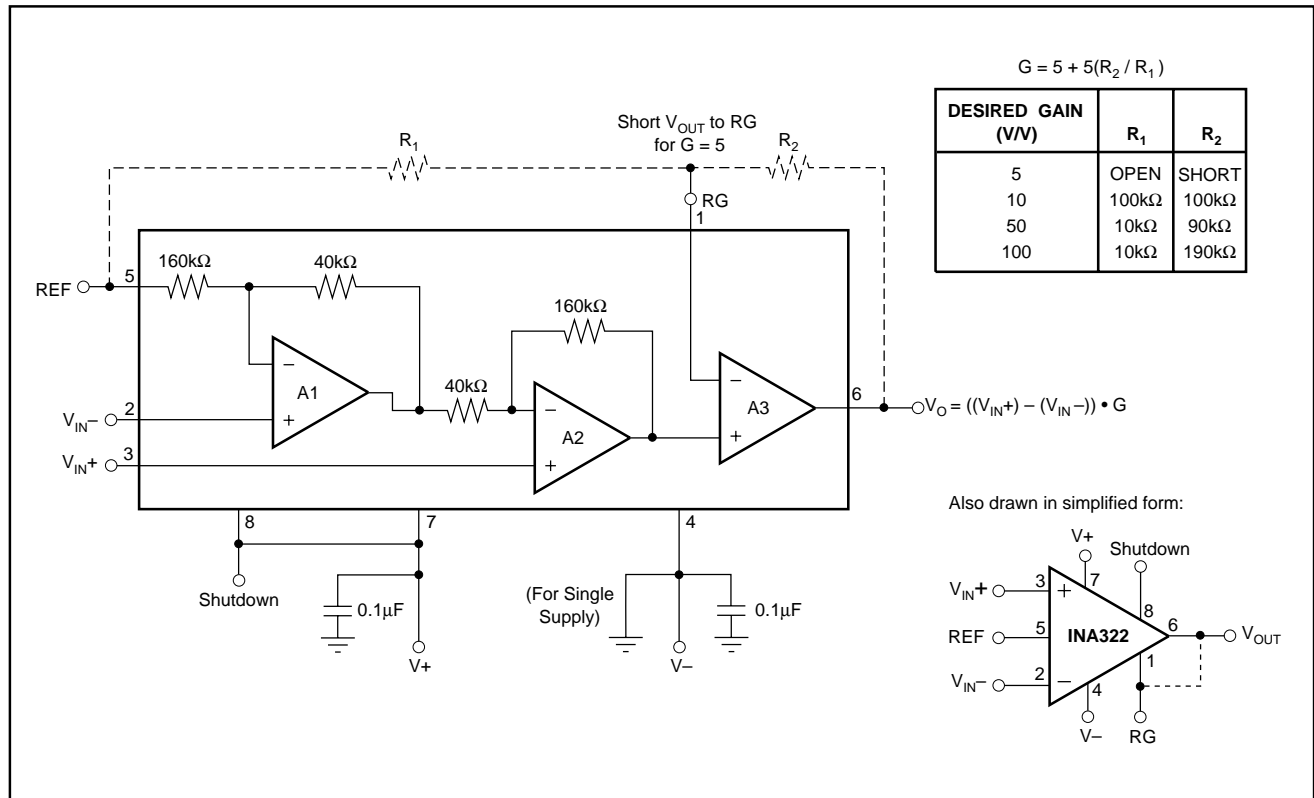 G = 5 + 5(R2 / R1)
DESIRED GAIN (V/V) R1 R2
5 OPEN SHORT
10 100kΩ 100kΩ
50 10kΩ 90kΩ
100 10kΩ 190kΩ
Short VOUT to RG
for G = 5
R1
R2
RG
1
REF
5
160kΩ
40kΩ
160kΩ
−
A1
+
40kΩ
−
A2
+
−
A3
+
6
VO = ((VIN+) – (VIN–)) • G
VIN−
2
VIN+
3
8
7
4
Shutdown
0.1µF
V+
(For Single
Supply)
0.1µF
V–
Also drawn in simplified form:
V+
Shutdown
7
8
VIN+
3
+
REF
5
INA322
6
VOUT
VIN−
2
−
4
1
V–
RG